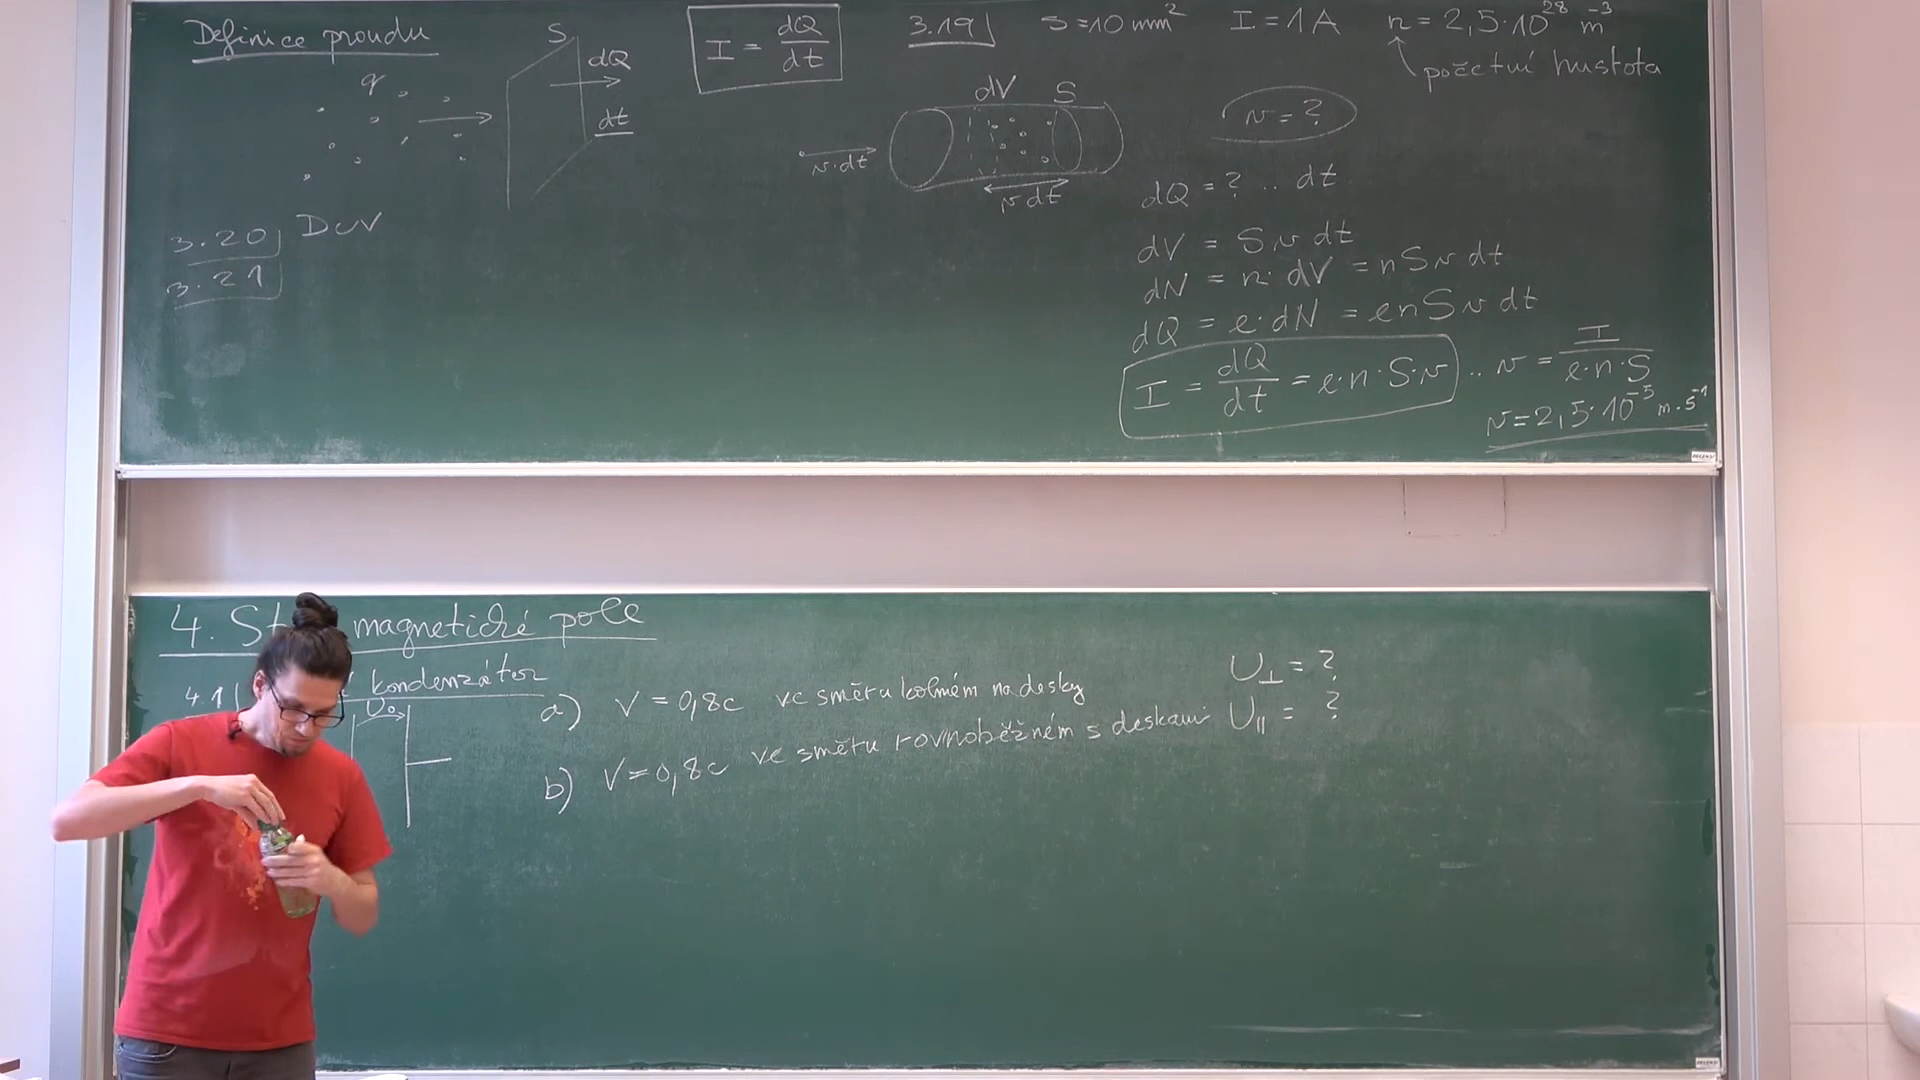 Definice proudu
S
dQ
dt
q
I = dQ/dt
3.19) S=10 mm² I=1A n=2,5·10²⁸ m⁻³
početní hustota
dV S
v·dt
v dt
v=?
dQ=? .. dt
dV = S v dt
dN = n·dV = nSv dt
dQ = e·dN = enSv dt
I = dQ/dt = e·n·S·v .. v = I/e·n·S
v=2,5·10⁻⁵ m·s⁻¹
3.20) DCV
3.21)
4. magnetické pole
4.1 kondenzátor
U₀
a) v=0,8c ve směru kolmém na desky U⊥ = ?
b) v=0,8c ve směru rovnoběžném s deskami U∥ = ?